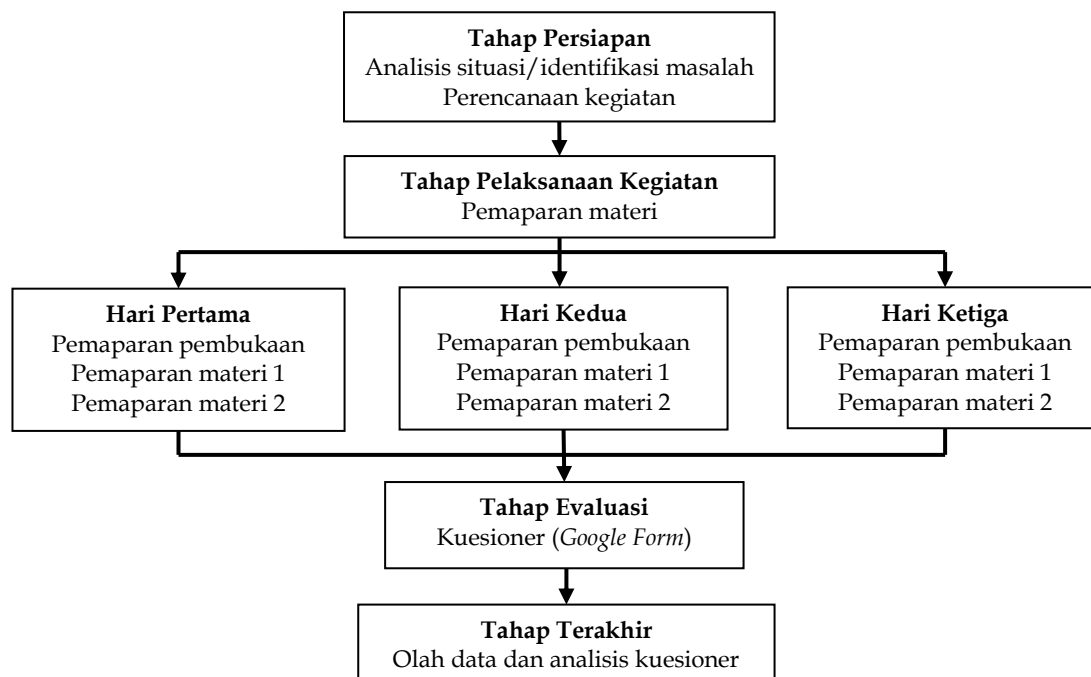 Tahap Persiapan
Analisis situasi/identifikasi masalah
Perencanaan kegiatan
Tahap Pelaksanaan Kegiatan
Pemaparan materi
Hari Pertama
Pemaparan pembukaan
Pemaparan materi 1
Pemaparan materi 2
Hari Kedua
Pemaparan pembukaan
Pemaparan materi 1
Pemaparan materi 2
Hari Ketiga
Pemaparan pembukaan
Pemaparan materi 1
Pemaparan materi 2
Tahap Evaluasi
Kuesioner (Google Form)
Tahap Terakhir
Olah data dan analisis kuesioner